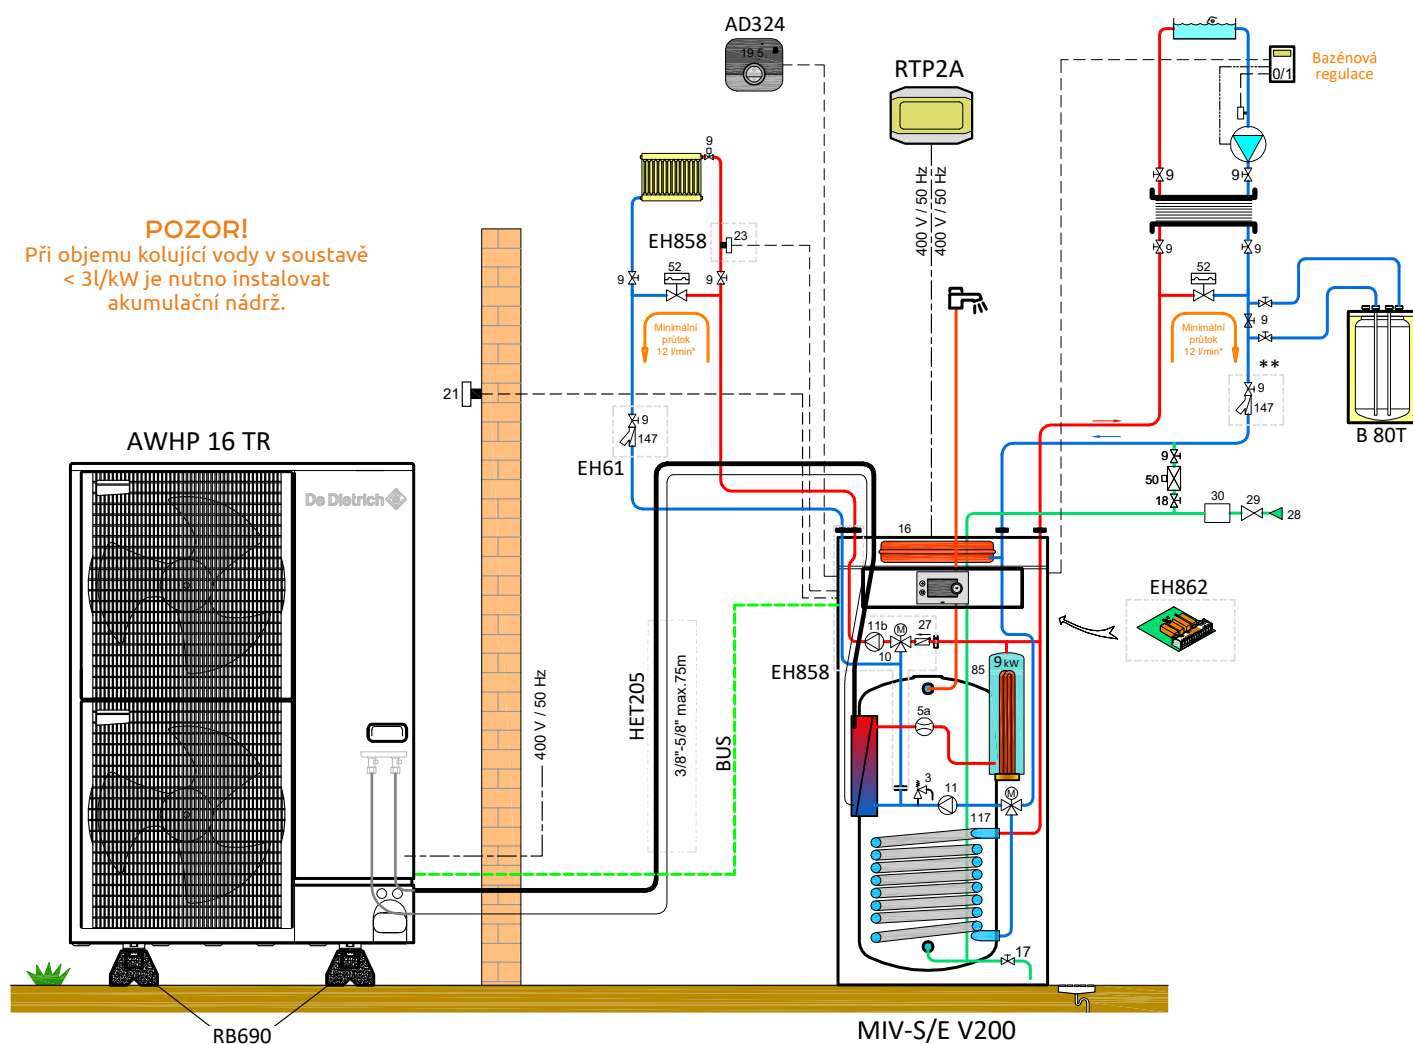 AD324
19.5
RTP2A
0/1
Bazénová
regulace
9
9
9
400 V / 50 Hz
400 V / 50 Hz
POZOR!
Při objemu kolující vody v soustavě
< 3l/kW je nutno instalovat
akumulační nádrž.
EH858
23
9
9
52
9
9
52
9
Minimální
průtok
12 l/min*
Minimální
průtok
12 l/min*
**
21
9
147
9
147
B 80T
AWHP 16 TR
EH61
De Dietrich
9
50
18
30
29
28
16
EH862
11b
M
27
10
EH858
85
9 kW
5a
HET205
3/8"-5/8" max.75m
BUS
400 V / 50 Hz
3
11
M
117
17
RB690
MIV-S/E V200